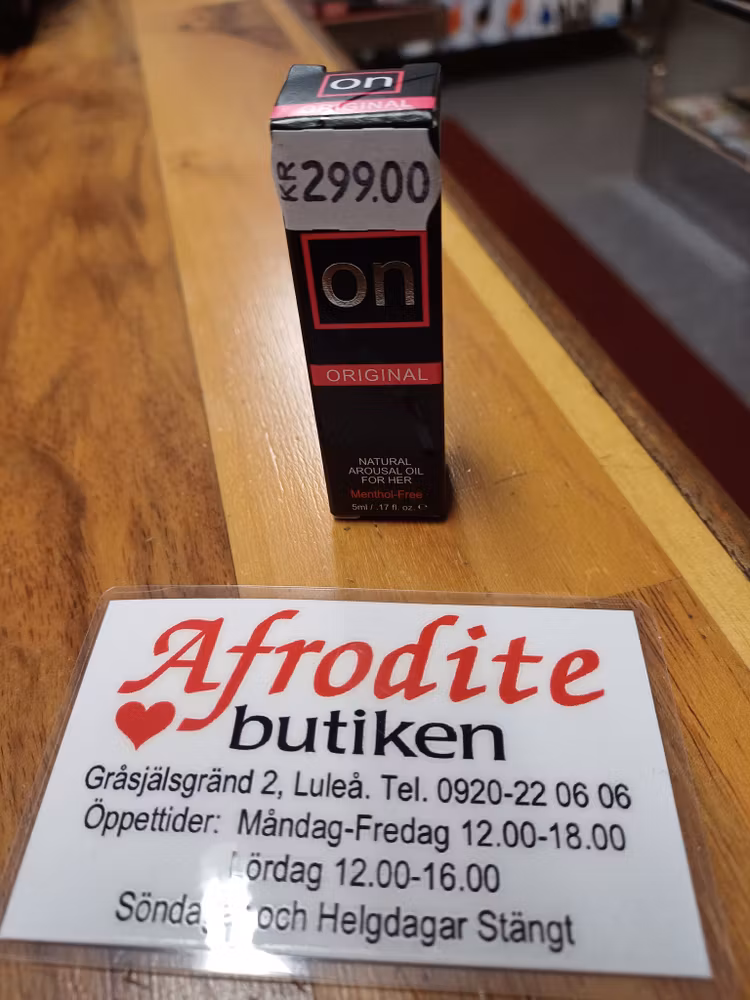 on
ORIGINAL
KR 299.00
on
ORIGINAL
NATURAL
AROUSAL OIL
FOR HER
Menthol-Free
5ml / .17 fl. oz. e
Afrodite
butiken
Gråsjälsgränd 2, Luleå. Tel. 0920-22 06 06
Öppettider: Måndag-Fredag 12.00-18.00
Lördag 12.00-16.00
Söndagar och Helgdagar Stängt